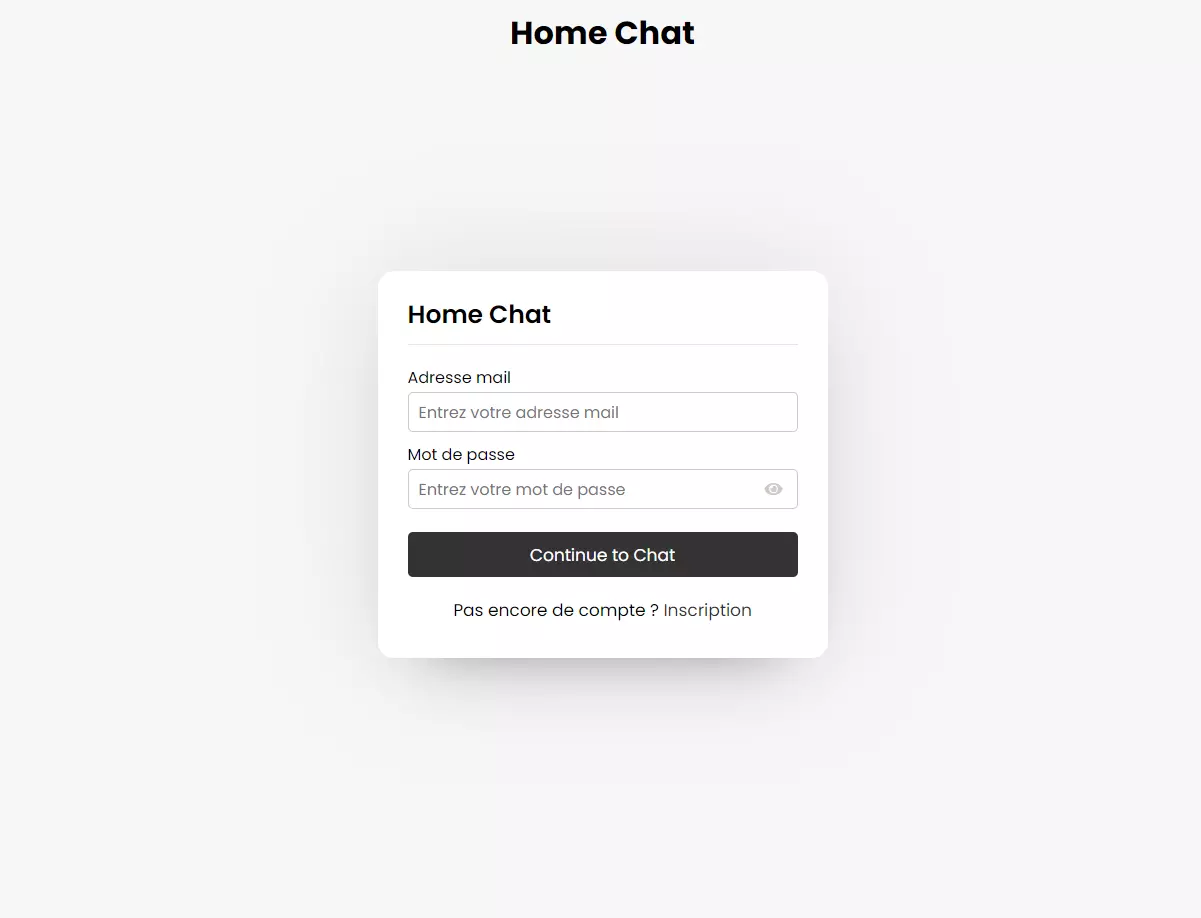 Home Chat
Home Chat
Adresse mail
Entrez votre adresse mail
Mot de passe
Entrez votre mot de passe
Continue to Chat
Pas encore de compte ? Inscription